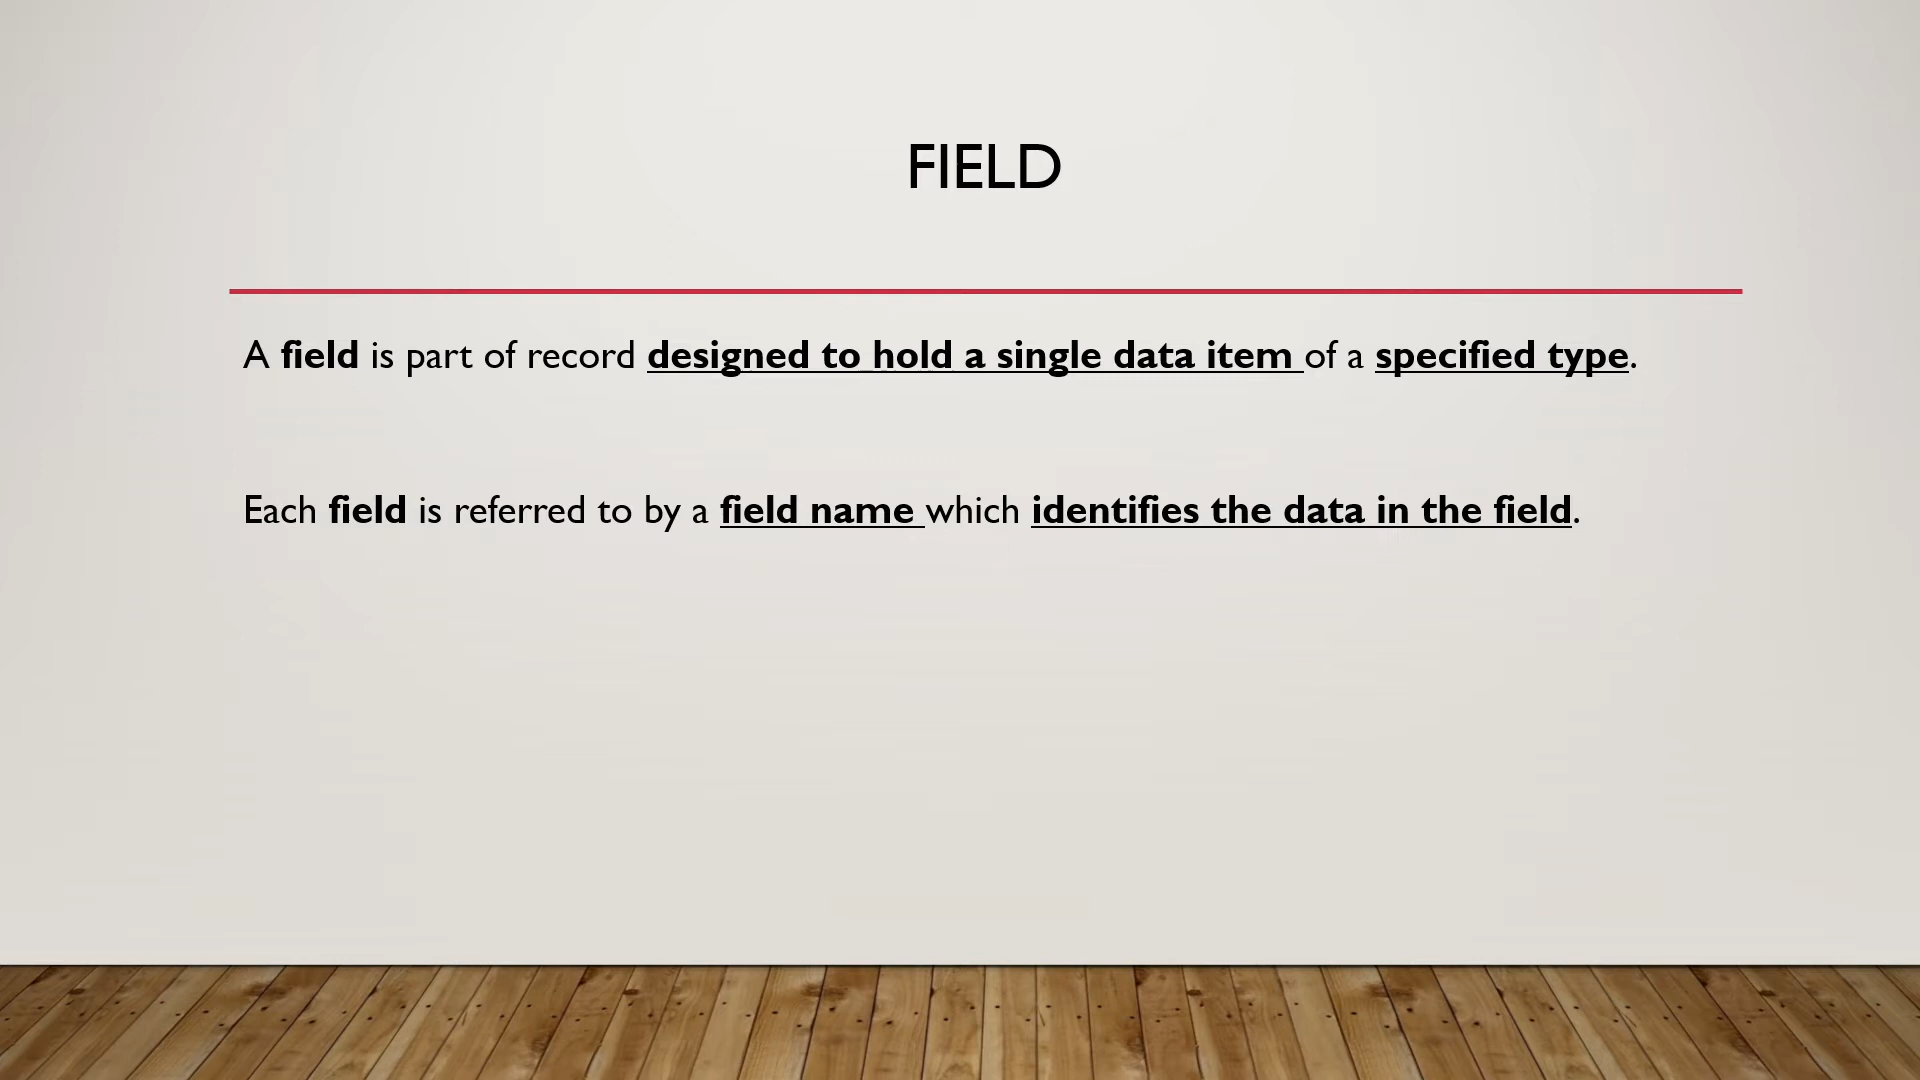 FIELD
A field is part of record designed to hold a single data item of a specified type.
Each field is referred to by a field name which identifies the data in the field.